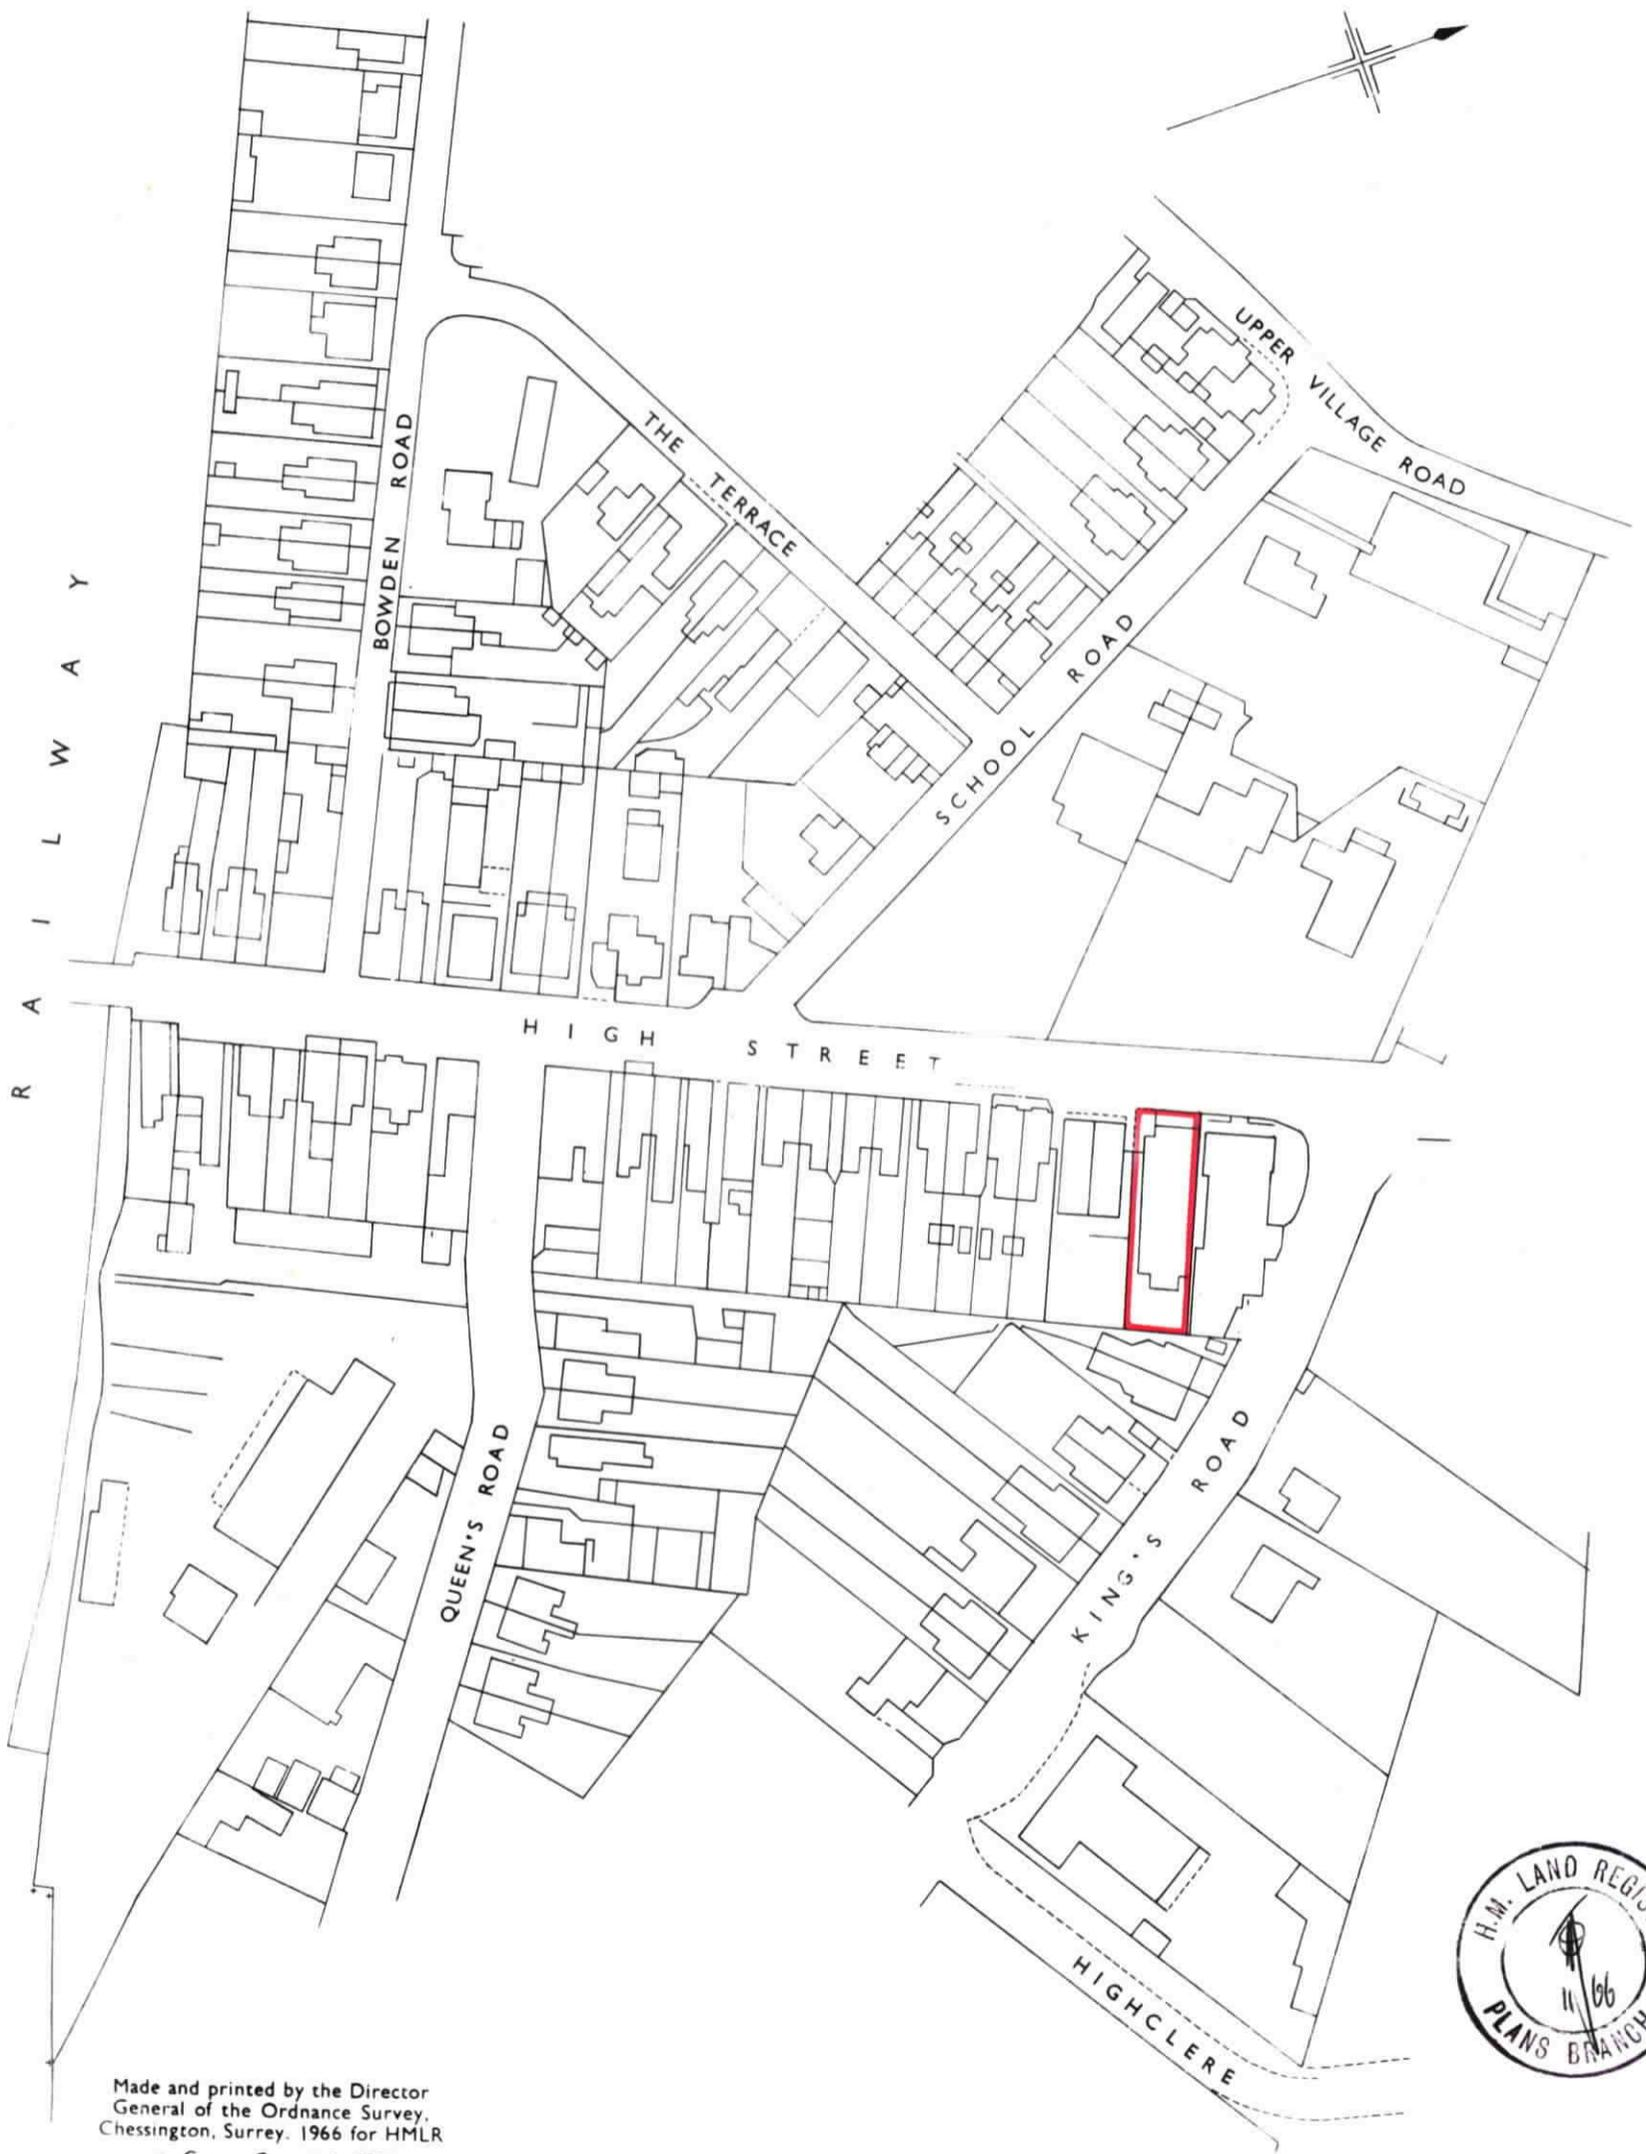 UPPER VILLAGE ROAD
THE TERRACE
BOWDEN ROAD
SCHOOL ROAD
RAILWAY
HIGH STREET
QUEEN'S ROAD
KING'S ROAD
HIGHCLERE
H.M. LAND REGIS
11 66
PLANS BRANCH
Made and printed by the Director
General of the Ordnance Survey,
Chessington, Surrey. 1966 for HMLR